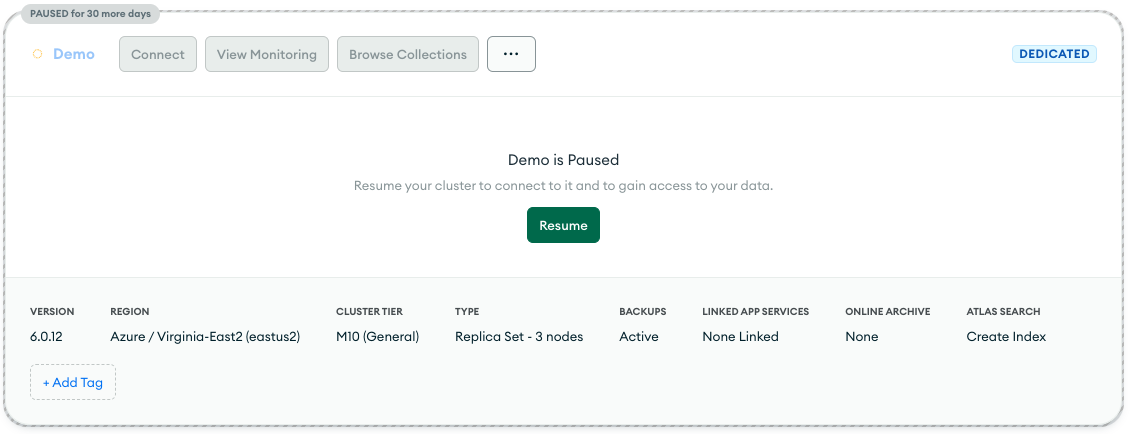 PAUSED for 30 more days
Demo Connect View Monitoring Browse Collections ... DEDICATED
Demo is Paused
Resume your cluster to connect to it and to gain access to your data.
Resume
VERSION REGION CLUSTER TIER TYPE BACKUPS LINKED APP SERVICES ONLINE ARCHIVE ATLAS SEARCH
6.0.12 Azure / Virginia-East2 (eastus2) M10 (General) Replica Set - 3 nodes Active None Linked None Create Index
+ Add Tag